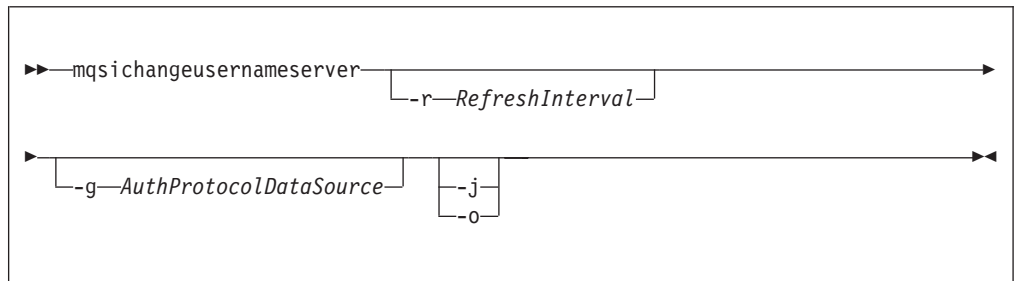 mqsichangeusernameserver
-r RefreshInterval
-g AuthProtocolDataSource
-j
-o